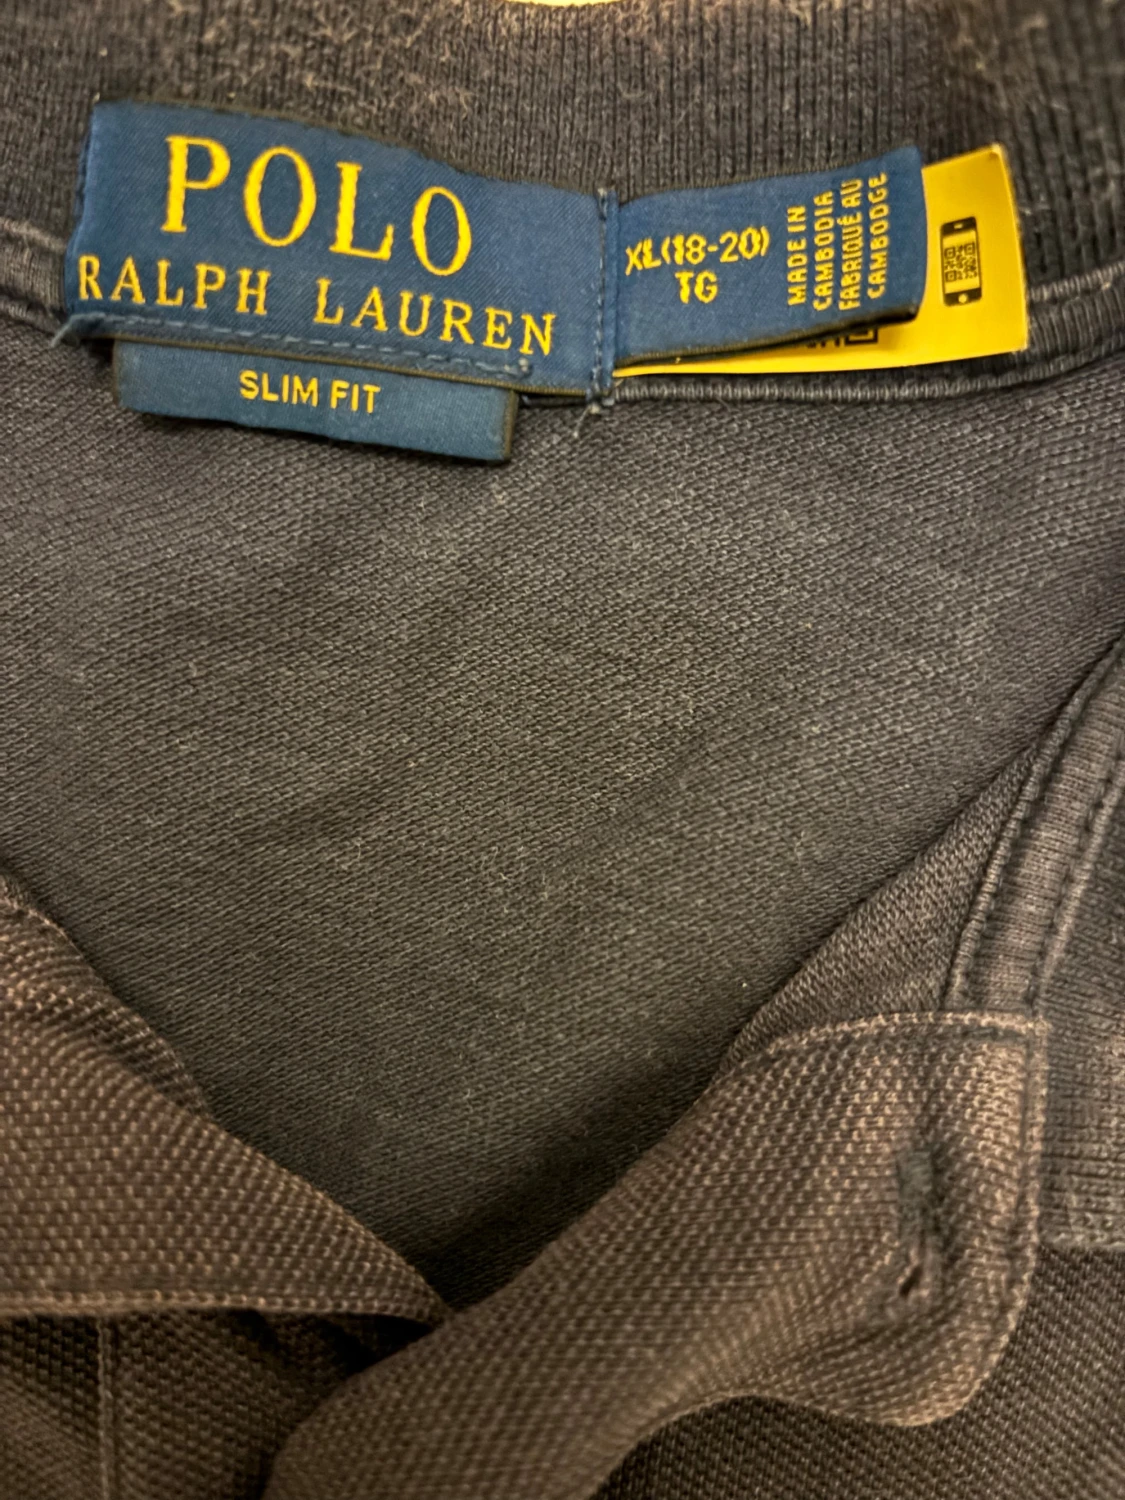 POLO
RALPH LAUREN
SLIM FIT
XL(18-20)
TG
MADE IN
CAMBODIA
FABRIQUÉ AU
CAMBODGE